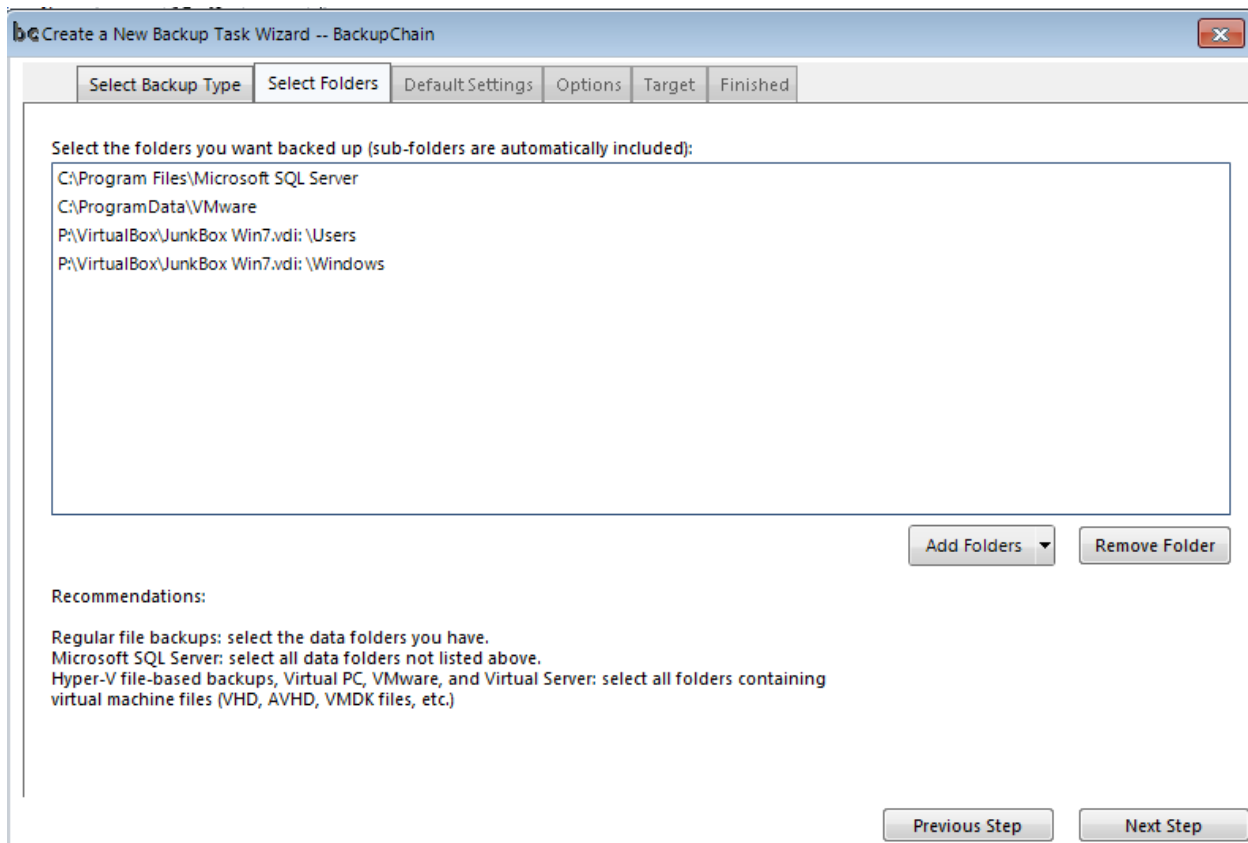 bc Create a New Backup Task Wizard -- BackupChain
Select Backup Type Select Folders Default Settings Options Target Finished
Select the folders you want backed up (sub-folders are automatically included):
C:\Program Files\Microsoft SQL Server
C:\ProgramData\VMware
P:\VirtualBox\JunkBox Win7.vdi: \Users
P:\VirtualBox\JunkBox Win7.vdi: \Windows
Add Folders Remove Folder
Recommendations:
Regular file backups: select the data folders you have.
Microsoft SQL Server: select all data folders not listed above.
Hyper-V file-based backups, Virtual PC, VMware, and Virtual Server: select all folders containing
virtual machine files (VHD, AVHD, VMDK files, etc.)
Previous Step Next Step